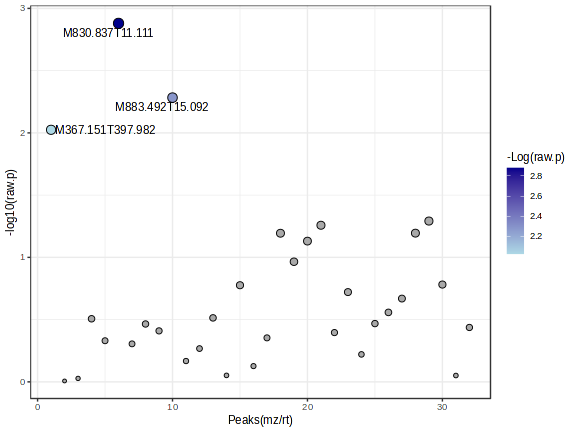 3
M830.837T11.111
M883.492T15.092
2
M367.151T397.982
-log10(raw.p)
1
0
0
10
20
30
Peaks(mz/rt)
-Log(raw.p)
2.8
2.6
2.4
2.2